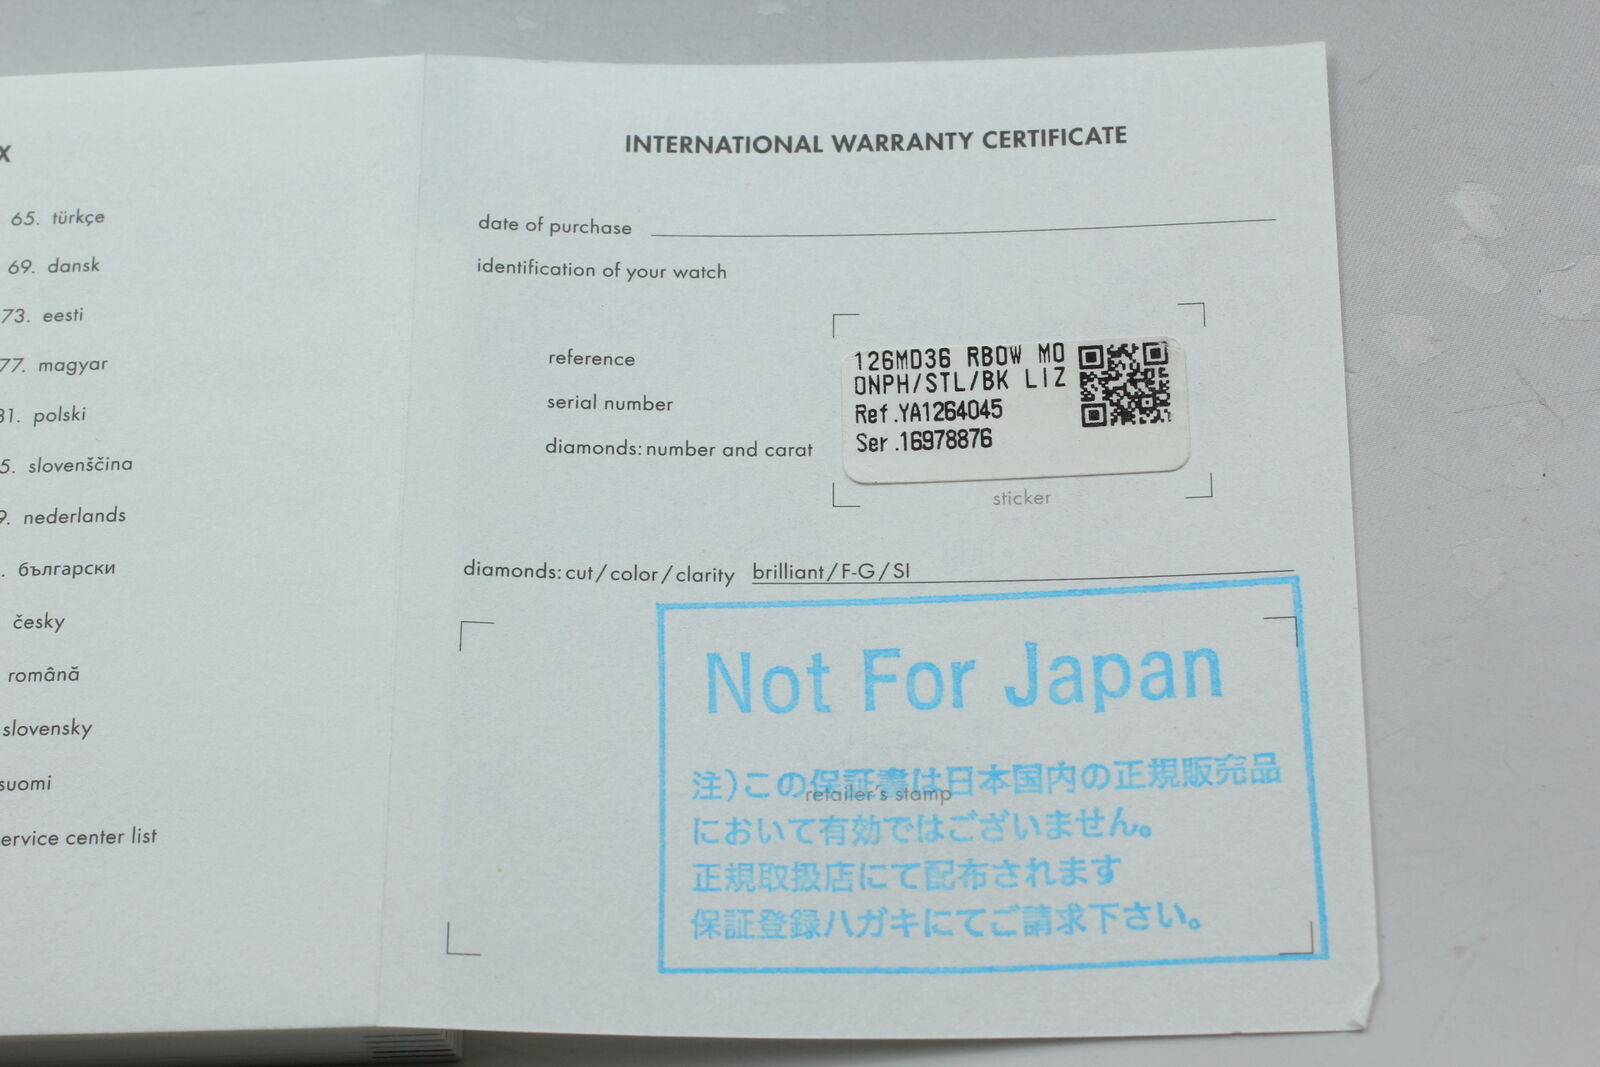 X
65. türkçe
69. dansk
73. eesti
77. magyar
81. polski
5. slovenščina
9. nederlands
. български
česky
română
slovensky
suomi
ervice center list
INTERNATIONAL WARRANTY CERTIFICATE
date of purchase
identification of your watch
reference
serial number
diamonds: number and carat
126MD36 RBOW MO
ONPH/STL/BK LIZ
Ref.YA1264045
Ser.16978876
sticker
diamonds: cut / color / clarity brilliant / F-G / SI
Not For Japan
注)この保証書は日本国内の正規販売品
retailer's stamp
において有効ではございません。
正規取扱店にて配布されます
保証登録ハガキにてご請求下さい。